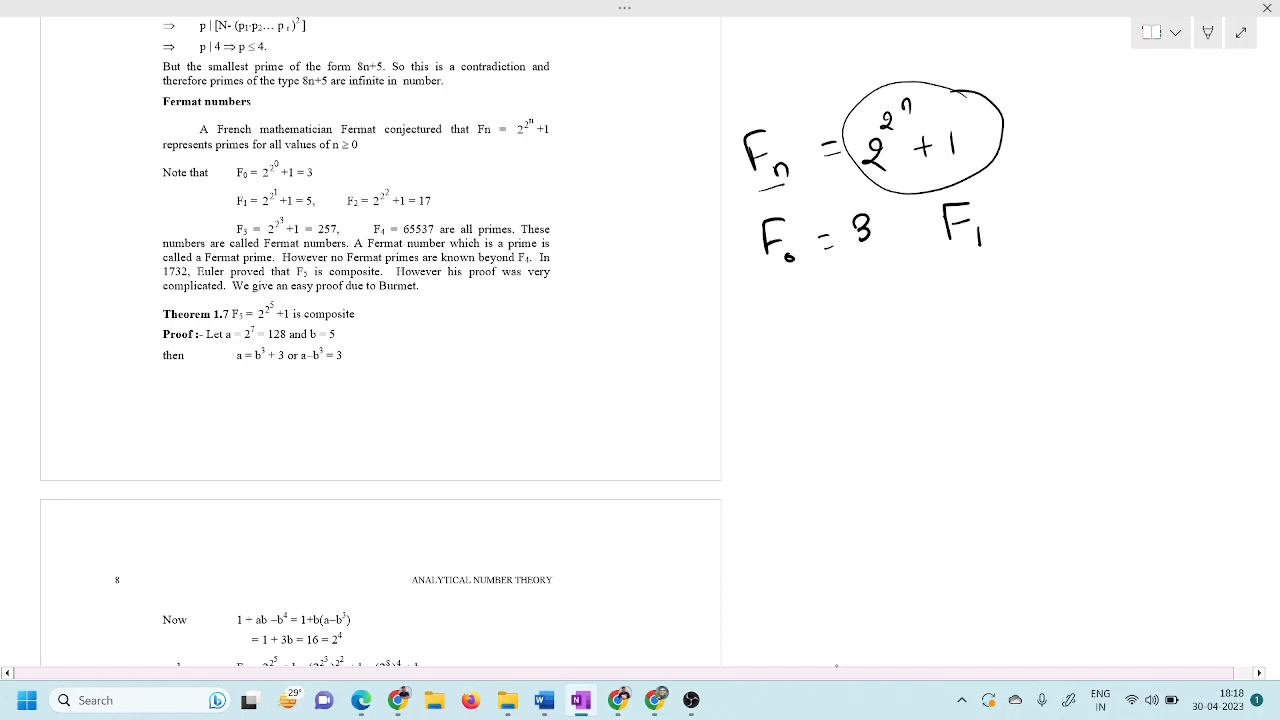 ⇒ p | [N- (p₁.p₂… p ᵣ)²]
⇒ p | 4 ⇒ p ≤ 4.
But the smallest prime of the form 8n+5. So this is a contradiction and
therefore primes of the type 8n+5 are infinite in number.
Fermat numbers
A French mathematician Fermat conjectured that Fn = 2^2^n +1
represents primes for all values of n ≥ 0
Note that F₀ = 2^2^0 +1 = 3
F₁ = 2^2^1 +1 = 5, F₂ = 2^2^2 +1 = 17
F₃ = 2^2^3 +1 = 257, F₄ = 65537 are all primes. These
numbers are called Fermat numbers. A Fermat number which is a prime is
called a Fermat prime. However no Fermat primes are known beyond F₄. In
1732, Euler proved that F₅ is composite. However his proof was very
complicated. We give an easy proof due to Burmet.
Theorem 1.7 F₅ = 2^2^5 +1 is composite
Proof :- Let a = 2⁷ = 128 and b = 5
then a = b³ + 3 or a–b³ = 3
8 ANALYTICAL NUMBER THEORY
Now 1 + ab –b⁴ = 1+b(a–b³)
= 1 + 3b = 16 = 2⁴
Fₙ = 2^2^n + 1
F₀ = 3 F₁
Search
29°
ENG
IN
18:18
30-08-2023
1